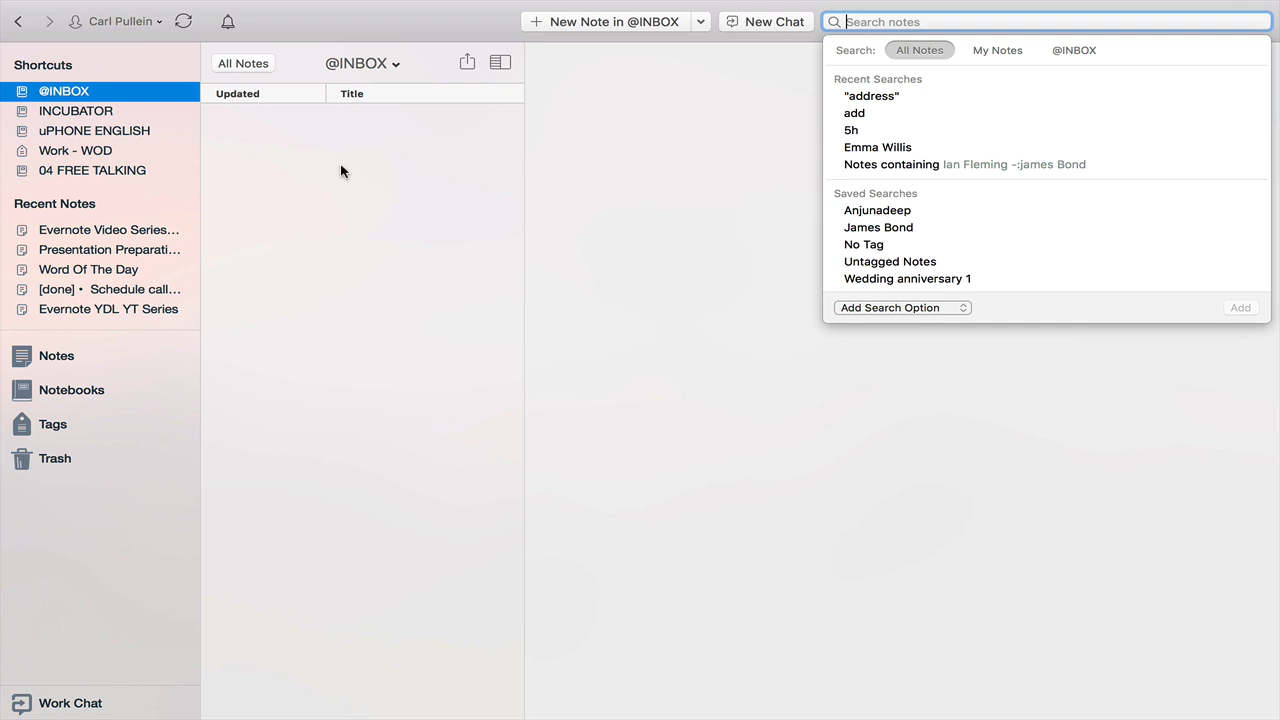 Carl Pullein
New Note in @INBOX
New Chat
Search notes
Shortcuts
@INBOX
INCUBATOR
uPHONE ENGLISH
Work - WOD
04 FREE TALKING
Recent Notes
Evernote Video Series...
Presentation Preparati...
Word Of The Day
[done] • Schedule call...
Evernote YDL YT Series
Notes
Notebooks
Tags
Trash
Work Chat
All Notes
@INBOX
Updated Title
Search: All Notes My Notes @INBOX
Recent Searches
"address"
add
5h
Emma Willis
Notes containing Ian Fleming -:james Bond
Saved Searches
Anjunadeep
James Bond
No Tag
Untagged Notes
Wedding anniversary 1
Add Search Option Add